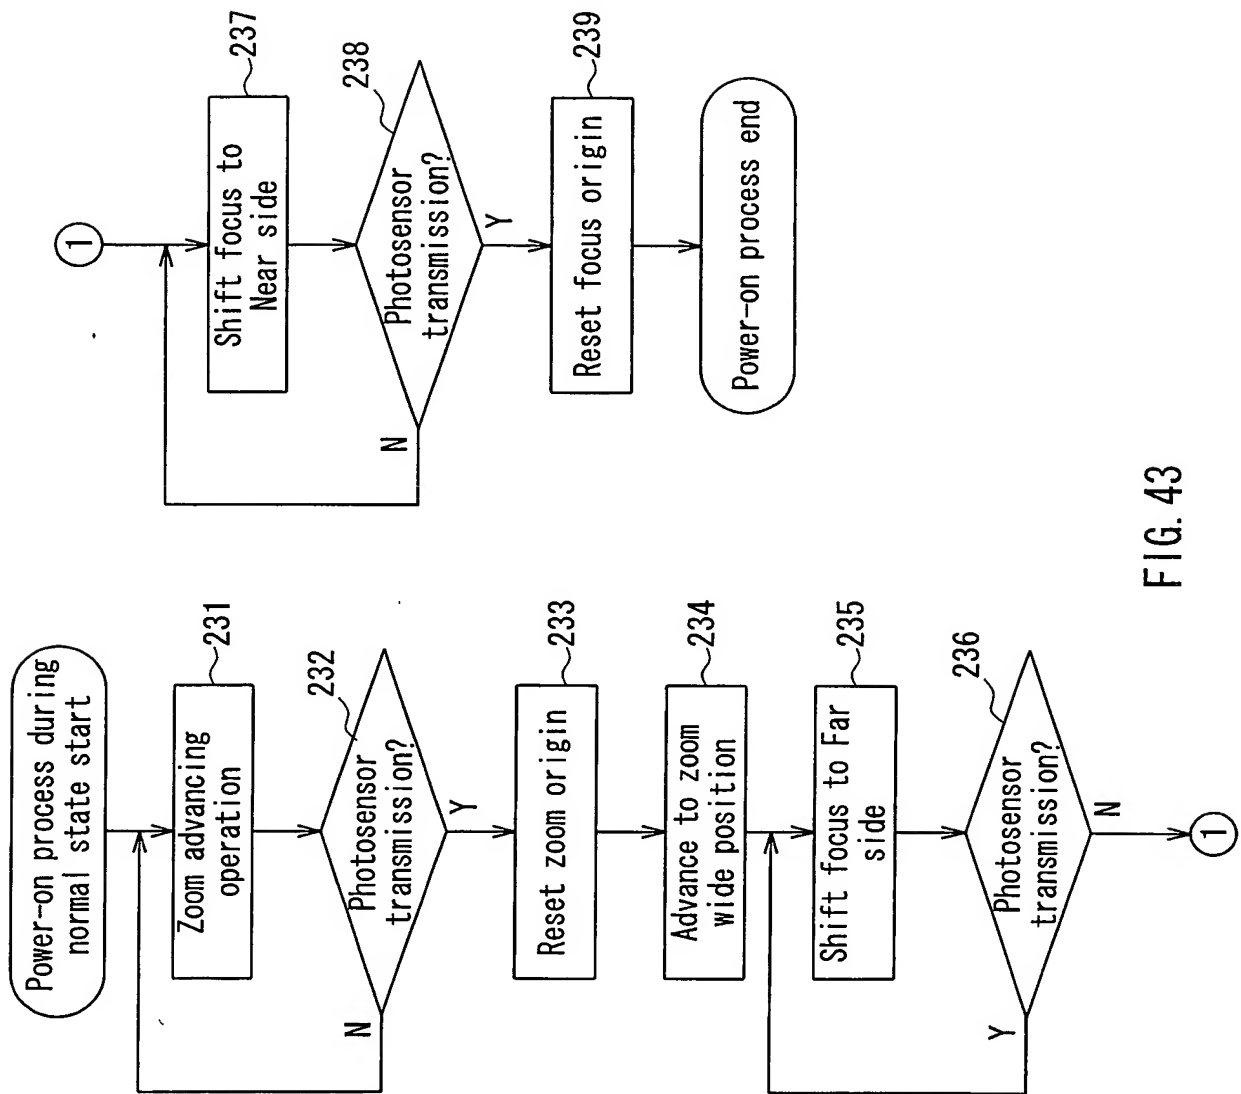 Power-on process during
normal state start
231
Zoom advancing
operation
232
Photosensor
transmission?
N
Y
233
Reset zoom origin
234
Advance to zoom
wide position
235
Shift focus to Far
side
236
Photosensor
transmission?
Y
N
1
1
237
Shift focus to
Near side
238
Photosensor
transmission?
N
Y
239
Reset focus origin
Power-on process end
FIG. 43